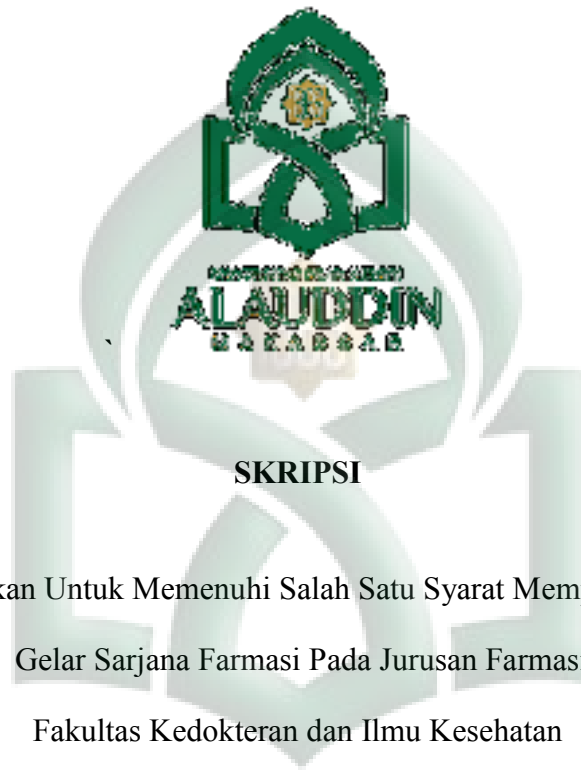 ALAUDDIN
MAKASSAR
`
SKRIPSI
kan Untuk Memenuhi Salah Satu Syarat Mem
Gelar Sarjana Farmasi Pada Jurusan Farmasi
Fakultas Kedokteran dan Ilmu Kesehatan